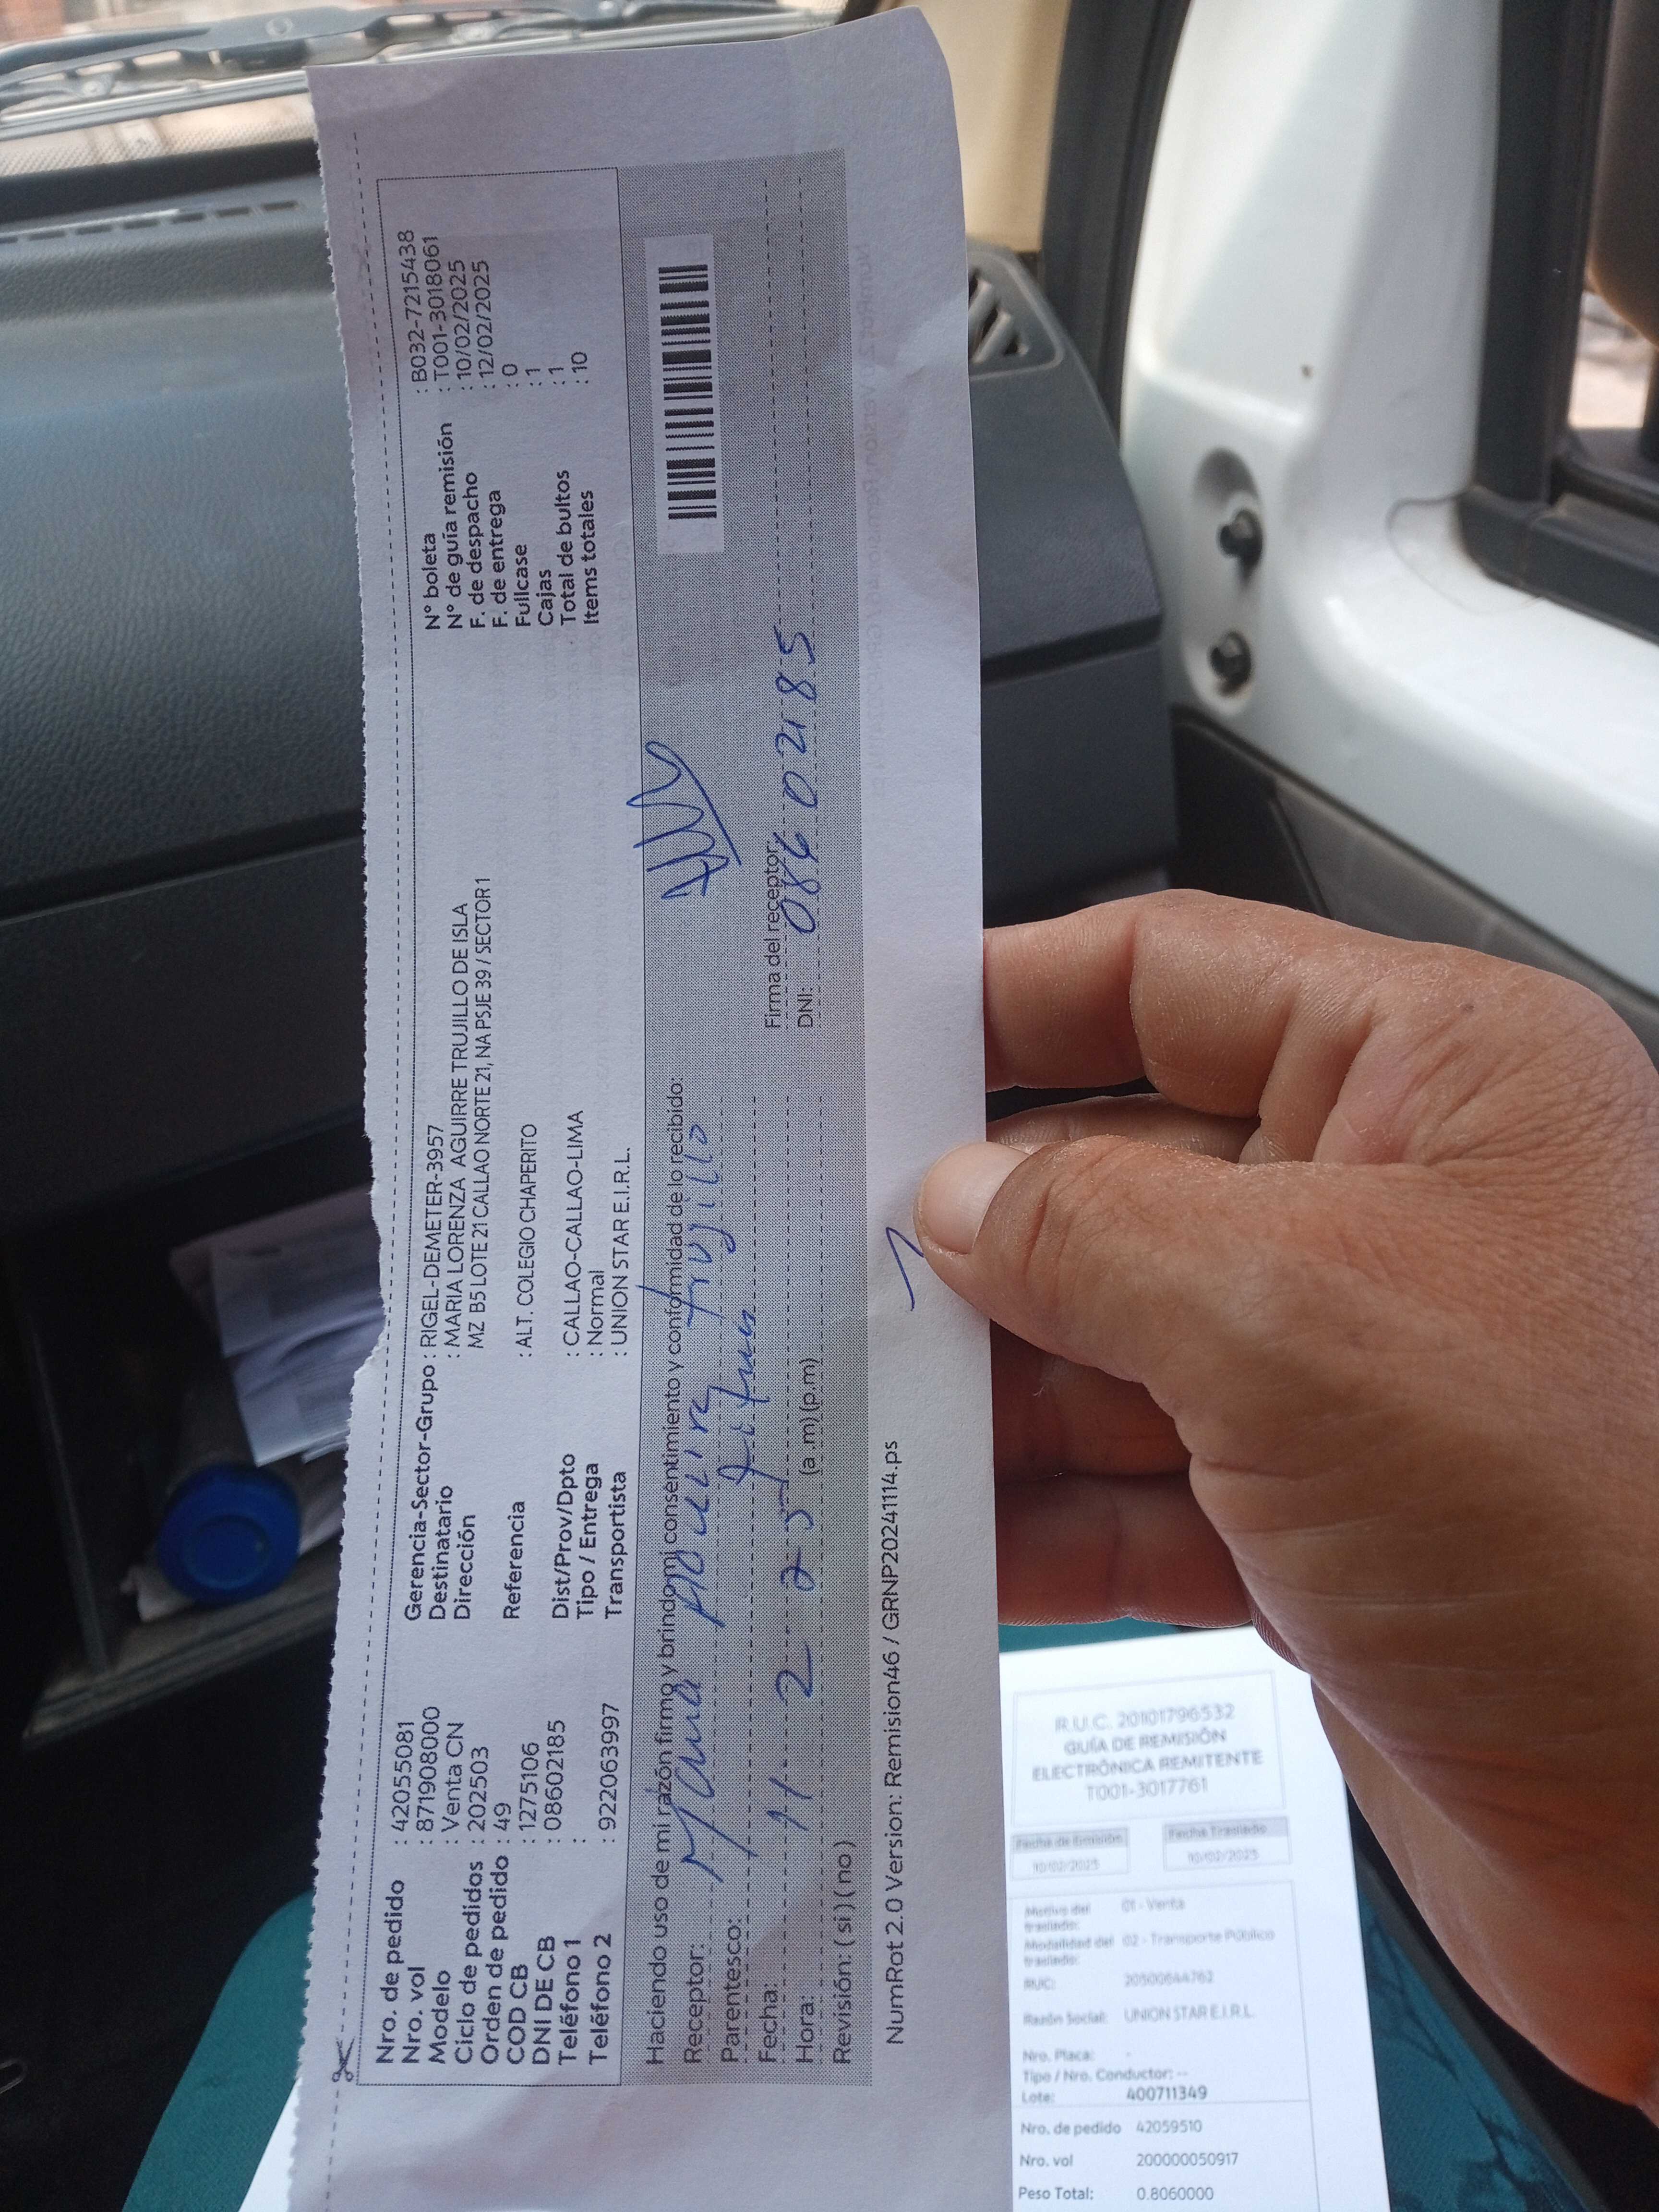 Nro. de pedido : 42055081
Nro. vol : 871908000
Modelo : Venta CN
Ciclo de pedidos : 202503
Orden de pedido : 49
COD CB : 1275106
DNI DE CB : 08602185
Teléfono 1 :
Teléfono 2 : 922063997
Gerencia-Sector-Grupo : RIGEL-DEMETER-3957
Destinatario : MARIA LORENZA AGUIRRE TRUJILLO DE ISLA
Dirección MZ B5 LOTE 21 CALLAO NORTE 21, NA PSJE 39 / SECTOR 1
Referencia : ALT. COLEGIO CHAPERITO
Dist/Prov/Dpto : CALLAO-CALLAO-LIMA
Tipo / Entrega : Normal
Transportista : UNION STAR E.I.R.L.
N° boleta : B032-7215438
N° de guía remisión : T001-3018061
F. de despacho : 10/02/2025
F. de entrega : 12/02/2025
Fullcase : 0
Cajas : 1
Total de bultos : 1
Items totales : 10
Haciendo uso de mi razón firmo y brindo mi consentimiento y conformidad de lo recibido:
Receptor: Trujillo
Parentesco:
Fecha: 11 2 25
Hora: (a .m) (p.m)
Revisión: ( si ) ( no )
Firma del receptor
DNI: 08602185
NumRot 2.0 Version: Remision46 / GRNP20241114.ps
R.U.C. 20101796532
GUÍA DE REMISIÓN
ELECTRÓNICA REMITENTE
T001-3017761
Fecha de Emisión
10/02/2025
Fecha Traslado
10/02/2025
Motivo del traslado: 01 - Venta
Modalidad del traslado: 02 - Transporte Público
RUC: 20500644762
Razón Social: UNION STAR E.I.R.L.
Nro. Placa: -
Tipo / Nro. Conductor: --
Lote: 400711349
Nro. de pedido 42059510
Nro. vol 200000050917
Peso Total: 0.8060000